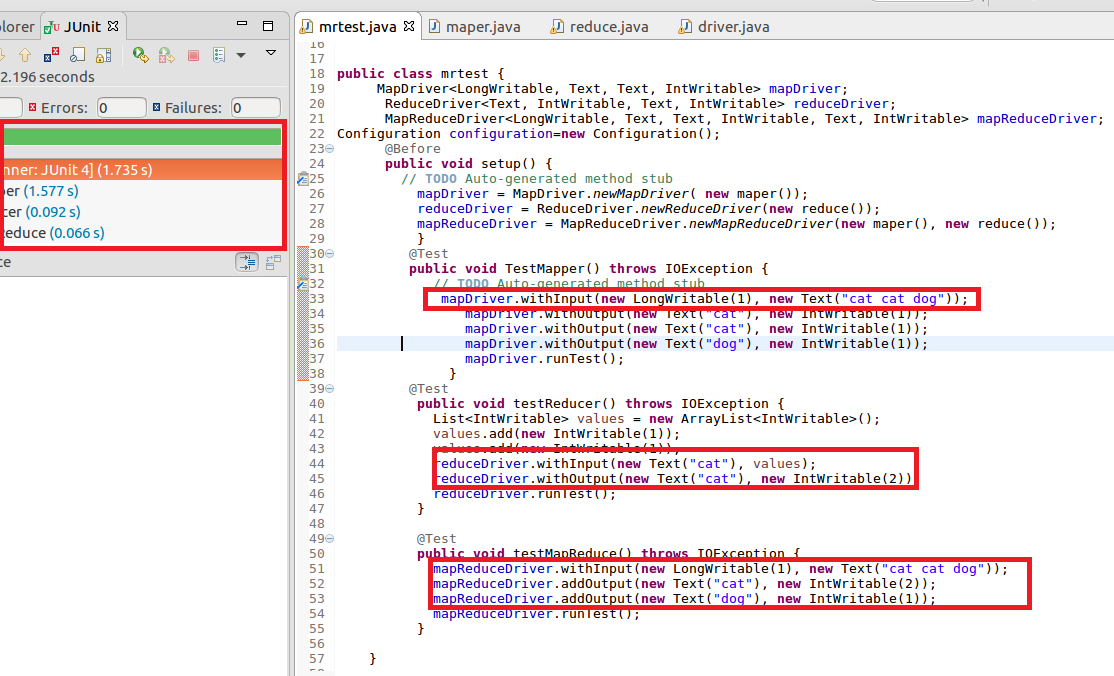 plorer JUnit
mrtest.java maper.java reduce.java driver.java
2.196 seconds
Errors: 0 Failures: 0
nner: JUnit 4] (1.735 s)
per (1.577 s)
cer (0.092 s)
educe (0.066 s)
ce
16
17
18 public class mrtest {
19 MapDriver<LongWritable, Text, Text, IntWritable> mapDriver;
20 ReduceDriver<Text, IntWritable, Text, IntWritable> reduceDriver;
21 MapReduceDriver<LongWritable, Text, Text, IntWritable, Text, IntWritable> mapReduceDriver;
22 Configuration configuration=new Configuration();
23 @Before
24 public void setup() {
25 // TODO Auto-generated method stub
26 mapDriver = MapDriver.newMapDriver( new maper());
27 reduceDriver = ReduceDriver.newReduceDriver(new reduce());
28 mapReduceDriver = MapReduceDriver.newMapReduceDriver(new maper(), new reduce());
29 }
30 @Test
31 public void TestMapper() throws IOException {
32 // TODO Auto-generated method stub
33 mapDriver.withInput(new LongWritable(1), new Text("cat cat dog"));
34 mapDriver.withOutput(new Text("cat"), new IntWritable(1));
35 mapDriver.withOutput(new Text("cat"), new IntWritable(1));
36 mapDriver.withOutput(new Text("dog"), new IntWritable(1));
37 mapDriver.runTest();
38 }
39 @Test
40 public void testReducer() throws IOException {
41 List<IntWritable> values = new ArrayList<IntWritable>();
42 values.add(new IntWritable(1));
43 values.add(new IntWritable(1));
44 reduceDriver.withInput(new Text("cat"), values);
45 reduceDriver.withOutput(new Text("cat"), new IntWritable(2))
46 reduceDriver.runTest();
47 }
48
49 @Test
50 public void testMapReduce() throws IOException {
51 mapReduceDriver.withInput(new LongWritable(1), new Text("cat cat dog"));
52 mapReduceDriver.addOutput(new Text("cat"), new IntWritable(2));
53 mapReduceDriver.addOutput(new Text("dog"), new IntWritable(1));
54 mapReduceDriver.runTest();
55 }
56
57 }